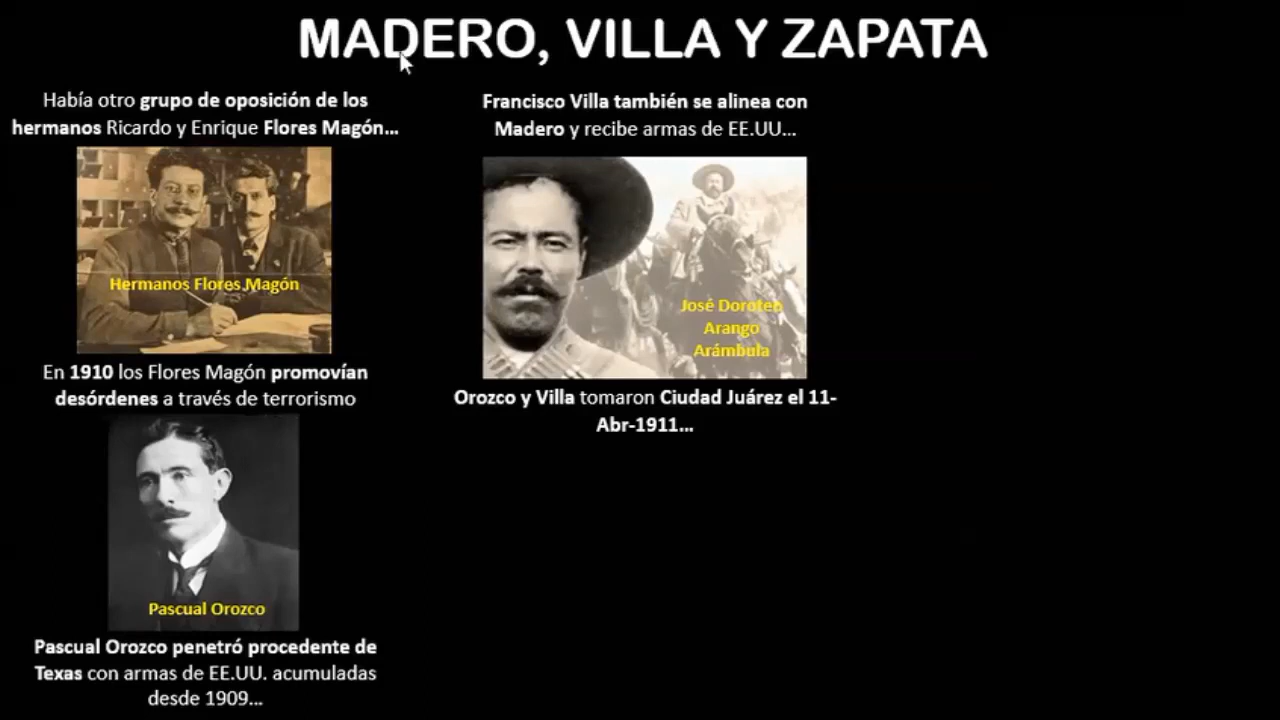 MADERO, VILLA Y ZAPATA
Había otro grupo de oposición de los
hermanos Ricardo y Enrique Flores Magón...
Hermanos Flores Magón
En 1910 los Flores Magón promovían
desórdenes a través de terrorismo
Pascual Orozco
Pascual Orozco penetró procedente de
Texas con armas de EE.UU. acumuladas
desde 1909...
Francisco Villa también se alinea con
Madero y recibe armas de EE.UU...
José Doroteo
Arango
Arámbula
Orozco y Villa tomaron Ciudad Juárez el 11-
Abr-1911...